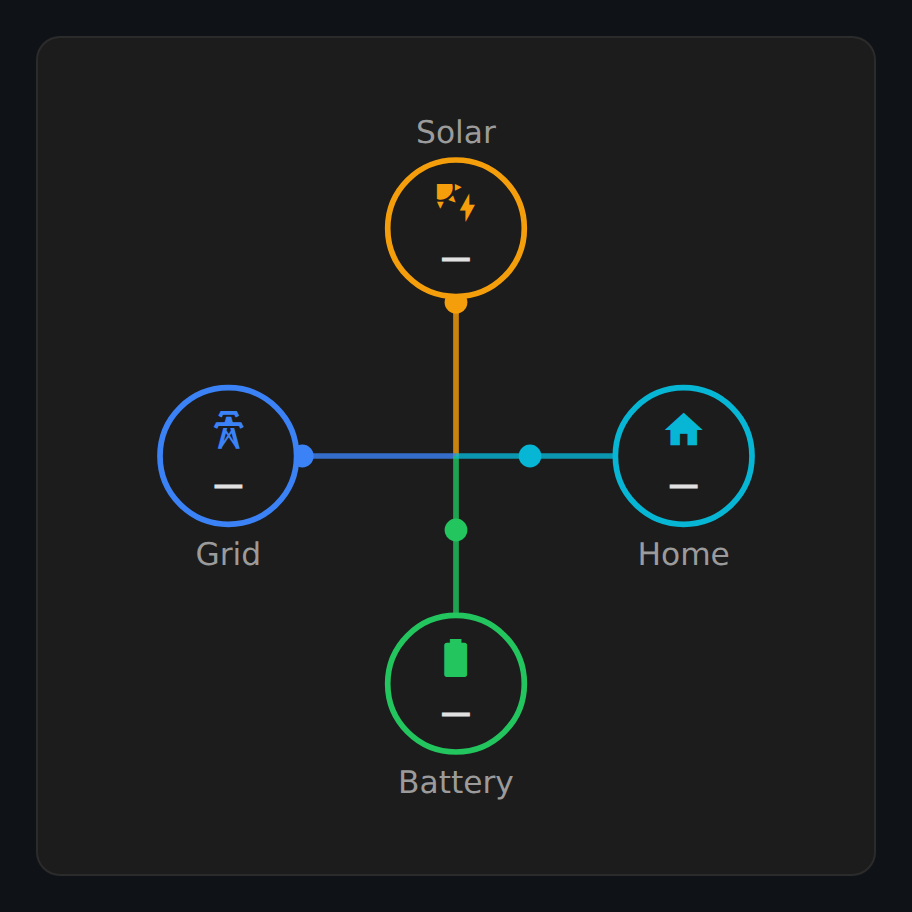 Solar
—
—
—
Grid
Home
—
Battery